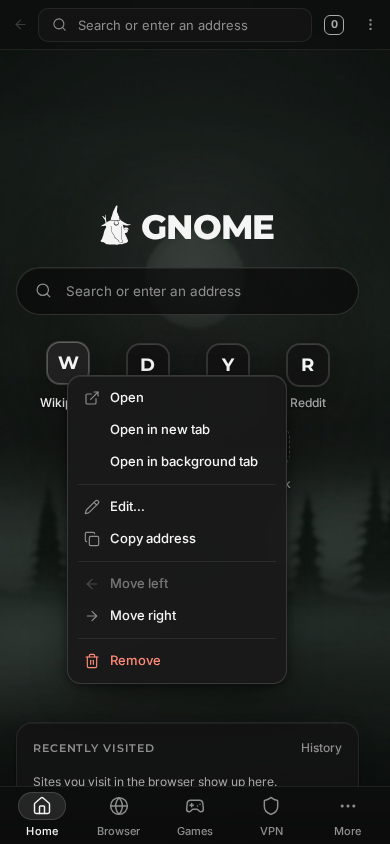 Search or enter an address
0
GNOME
Search or enter an address
W
D
Y
R
Reddit
Open
Open in new tab
Open in background tab
Edit...
Copy address
Move left
Move right
Remove
RECENTLY VISITED
History
Sites you visit in the browser show up here.
Home
Browser
Games
VPN
More